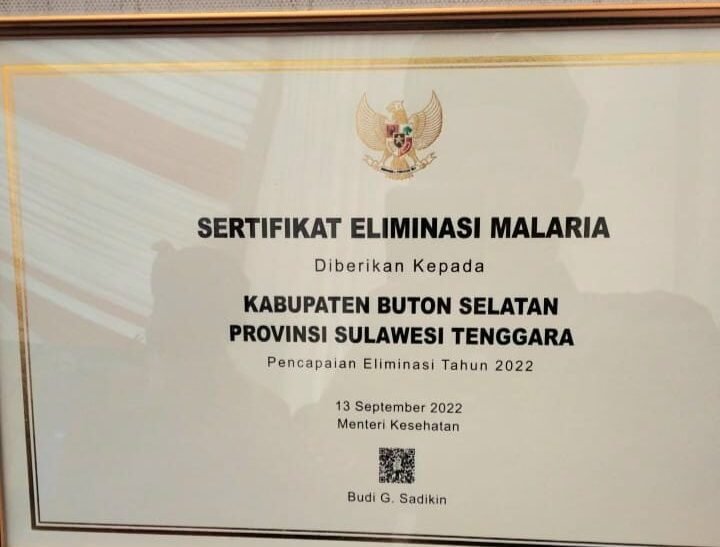 SERTIFIKAT ELIMINASI MALARIA
Diberikan Kepada
KABUPATEN BUTON SELATAN
PROVINSI SULAWESI TENGGARA
Pencapaian Eliminasi Tahun 2022
13 September 2022
Menteri Kesehatan
Budi G. Sadikin